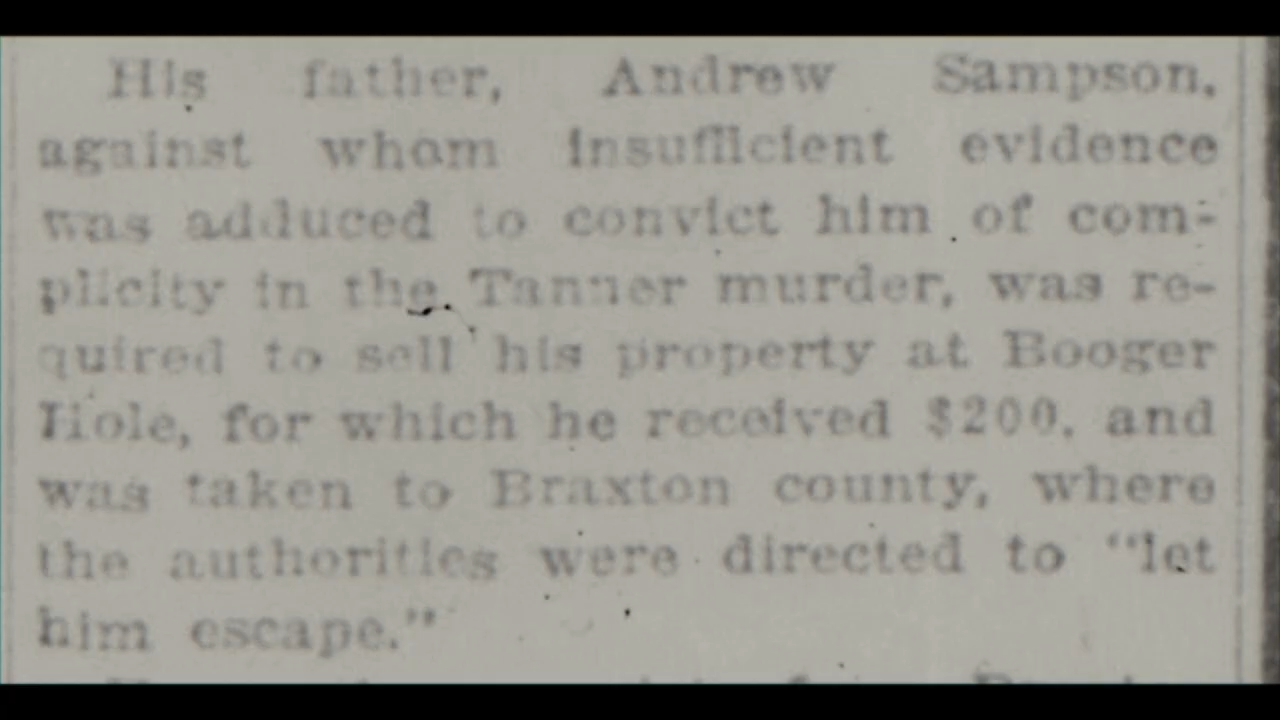 His father, Andrew Sampson,
against whom insufficient evidence
was adduced to convict him of com-
plicity in the Tanner murder, was re-
quired to sell his property at Booger
Hole, for which he received $200, and
was taken to Braxton county, where
the authorities were directed to "let
him escape."